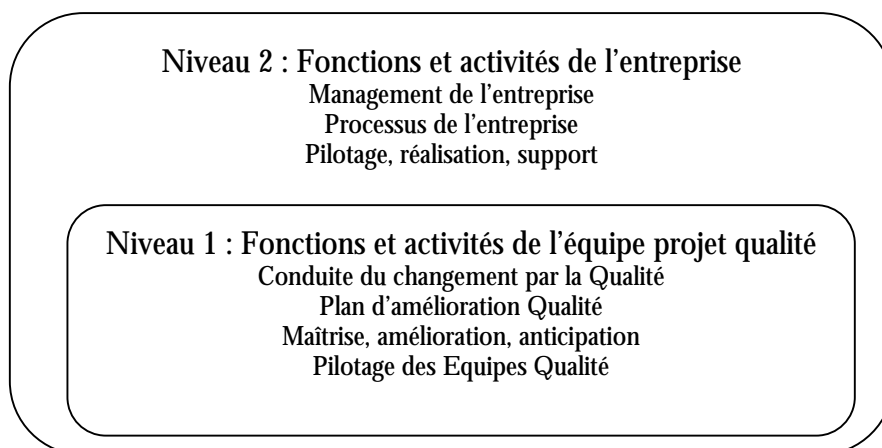 Niveau 2 : Fonctions et activités de l’entreprise
Management de l’entreprise
Processus de l’entreprise
Pilotage, réalisation, support
Niveau 1 : Fonctions et activités de l’équipe projet qualité
Conduite du changement par la Qualité
Plan d’amélioration Qualité
Maîtrise, amélioration, anticipation
Pilotage des Equipes Qualité